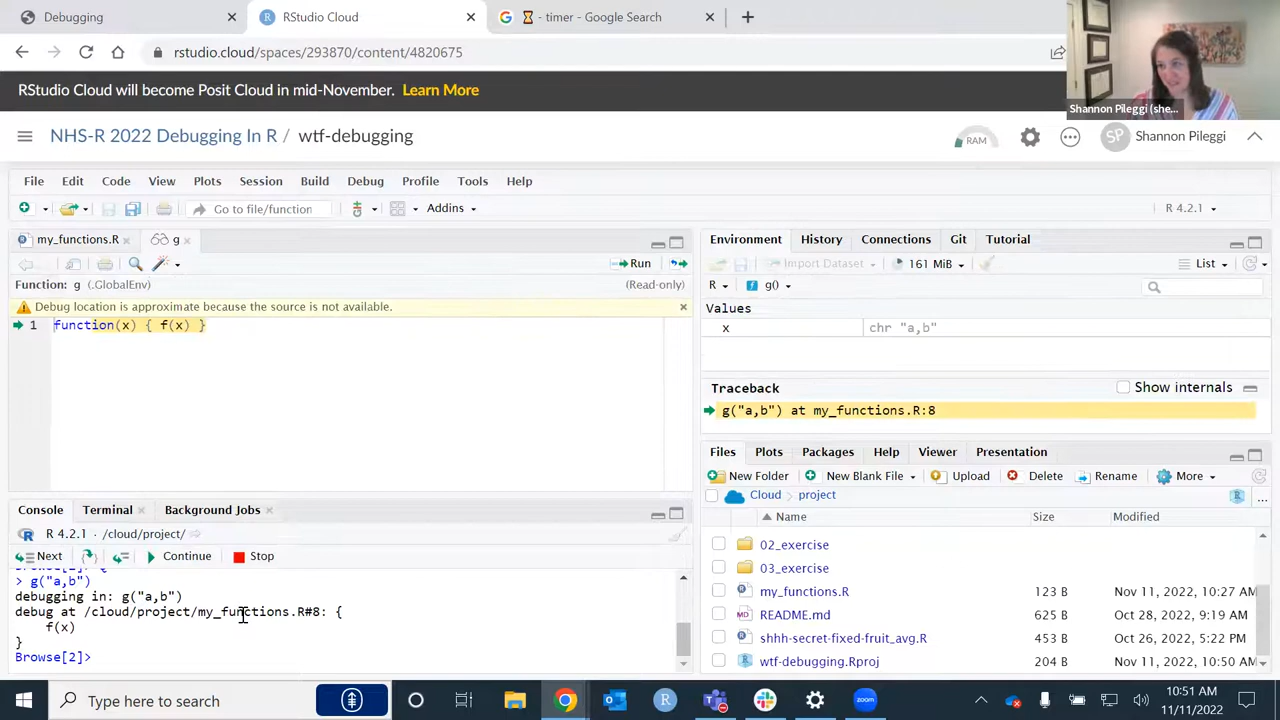 Debugging
RStudio Cloud
- timer - Google Search
rstudio.cloud/spaces/293870/content/4820675
Shannon Pileggi (she...
RStudio Cloud will become Posit Cloud in mid-November. Learn More
NHS-R 2022 Debugging In R / wtf-debugging
RAM
SP
Shannon Pileggi
File Edit Code View Plots Session Build Debug Profile Tools Help
Go to file/function
Addins
R 4.2.1
my_functions.R
g
Run
Function: g (.GlobalEnv)
(Read-only)
Debug location is approximate because the source is not available.
1 function(x) { f(x) }
Environment History Connections Git Tutorial
Import Dataset
161 MiB
List
R
g()
Values
x chr "a,b"
Traceback
Show internals
g("a,b") at my_functions.R:8
Files Plots Packages Help Viewer Presentation
New Folder New Blank File Upload Delete Rename More
Cloud project
R
...
Name Size Modified
02_exercise
03_exercise
my_functions.R 123 B Nov 11, 2022, 10:27 AM
README.md 625 B Oct 28, 2022, 9:19 AM
shhh-secret-fixed-fruit_avg.R 453 B Oct 26, 2022, 5:22 PM
wtf-debugging.Rproj 204 B Nov 11, 2022, 10:50 AM
Console Terminal Background Jobs
R 4.2.1 · /cloud/project/
Next Continue Stop
> g("a,b")
debugging in: g("a,b")
debug at /cloud/project/my_functions.R#8: {
f(x)
}
Browse[2]>
Type here to search
zoom
10:51 AM
11/11/2022